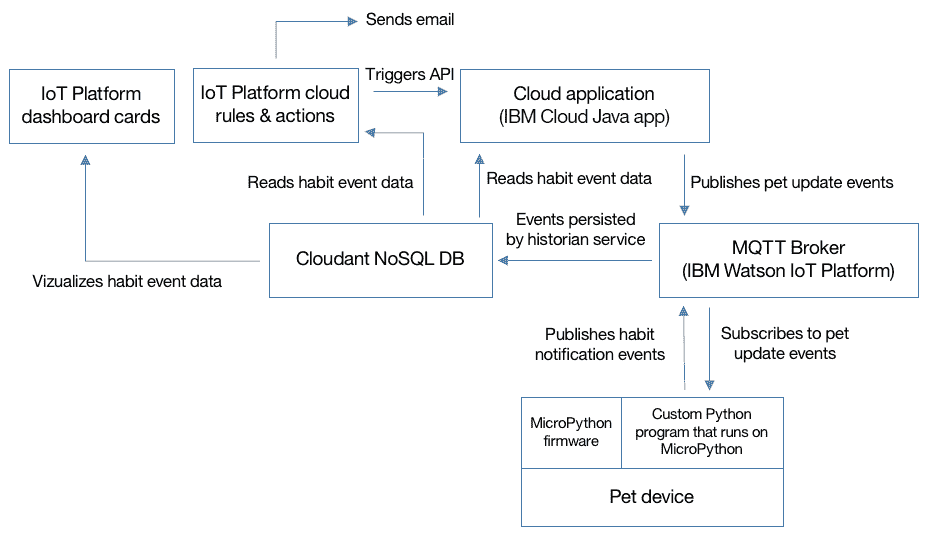 Sends email
IoT Platform
dashboard cards
IoT Platform cloud
rules & actions
Triggers API
Cloud application
(IBM Cloud Java app)
Reads habit event data
Reads habit event data
Publishes pet update events
Events persisted
by historian service
Cloudant NoSQL DB
MQTT Broker
(IBM Watson IoT Platform)
Vizualizes habit event data
Publishes habit
notification events
Subscribes to pet
update events
MicroPython
firmware
Custom Python
program that runs on
MicroPython
Pet device